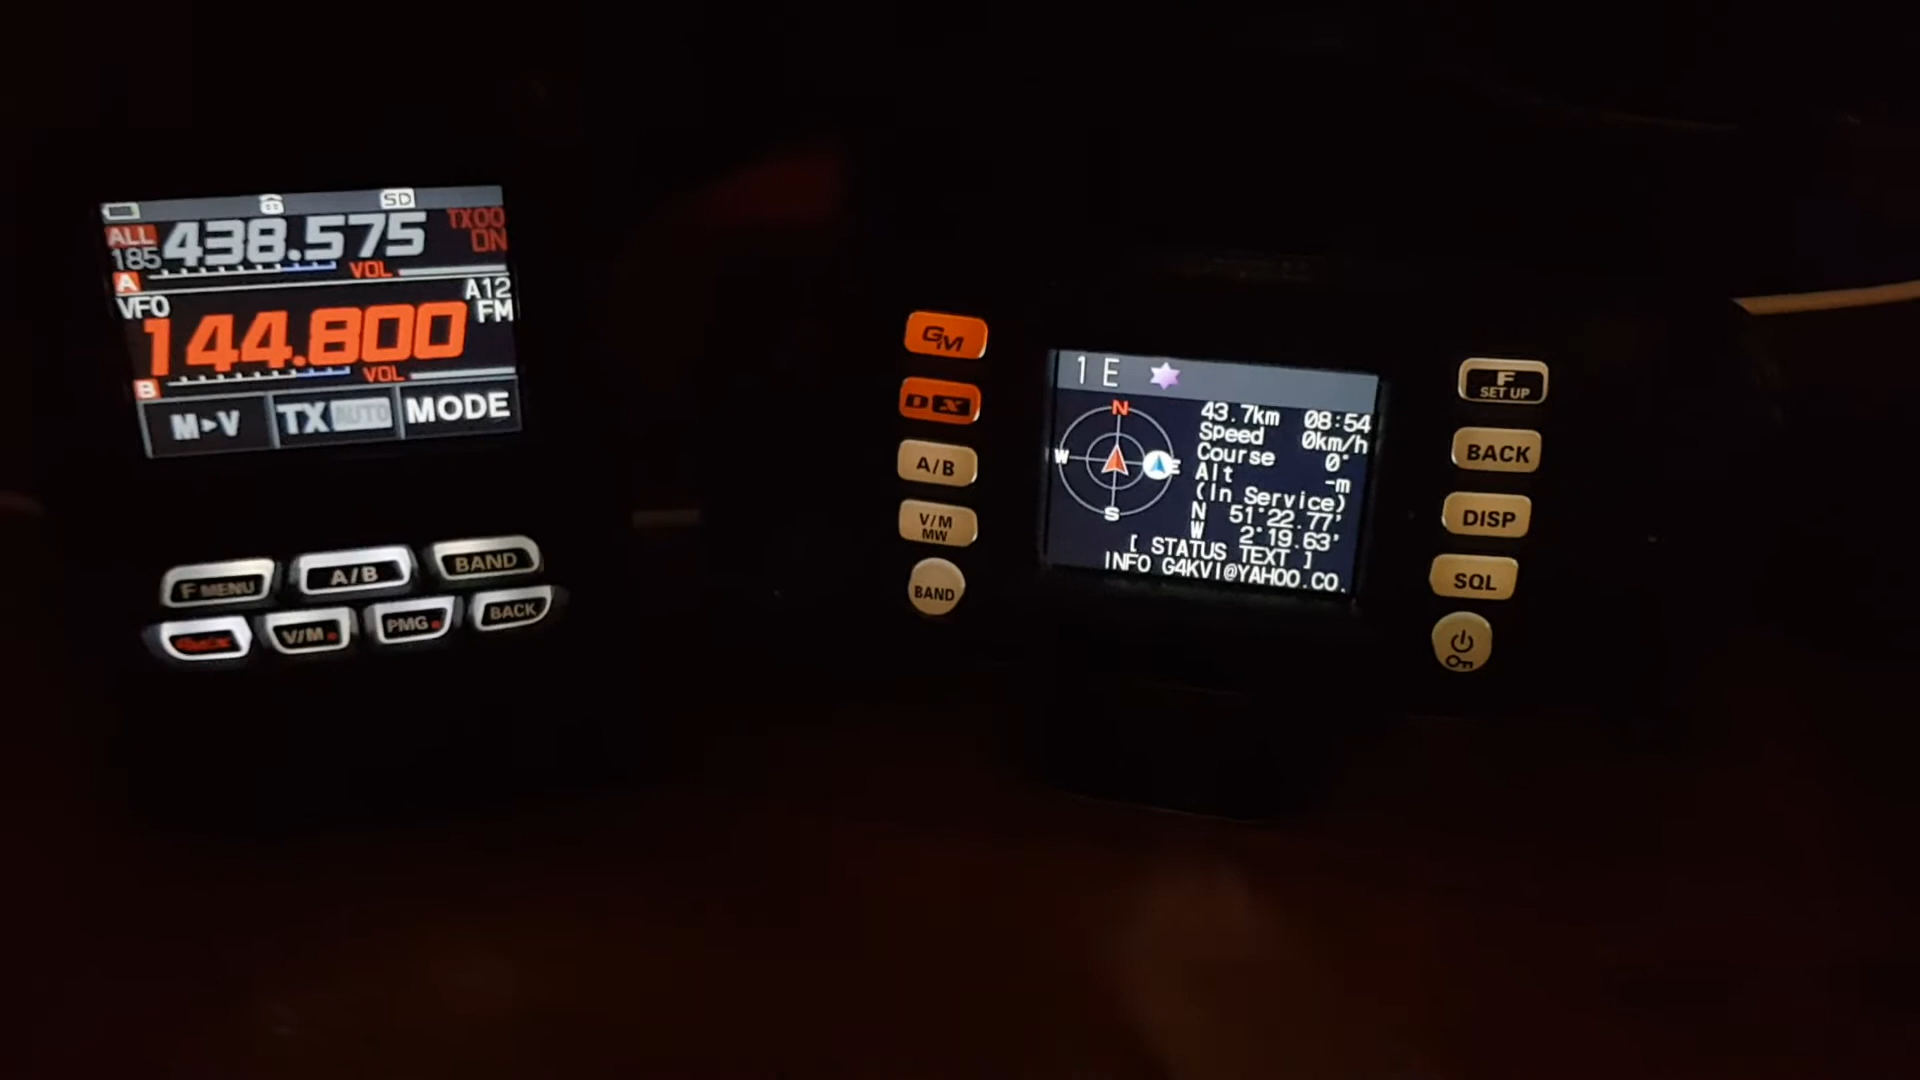 SD
ALL 438.575 TX00
185 DN
A VOL
VFO A12
144.800 FM
B VOL
M▶V TX AUTO MODE
F MENU A/B BAND
V/M PMG BACK
GM
DX
A/B
V/M
MW
BAND
1 E
N
W E
S
43.7km 08:54
Speed 0km/h
Course 0°
Alt -m
(In Service)
N 51°22.77'
W 2°19.63'
[ STATUS TEXT ]
INFO G4KVI@YAHOO.CO.
F
SET UP
BACK
DISP
SQL